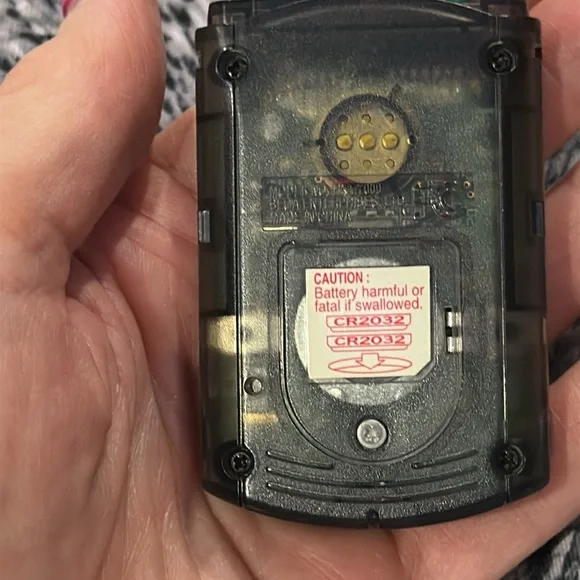 MADE IN CHINA
CAUTION :
Battery harmful or
fatal if swallowed.
CR2032
CR2032